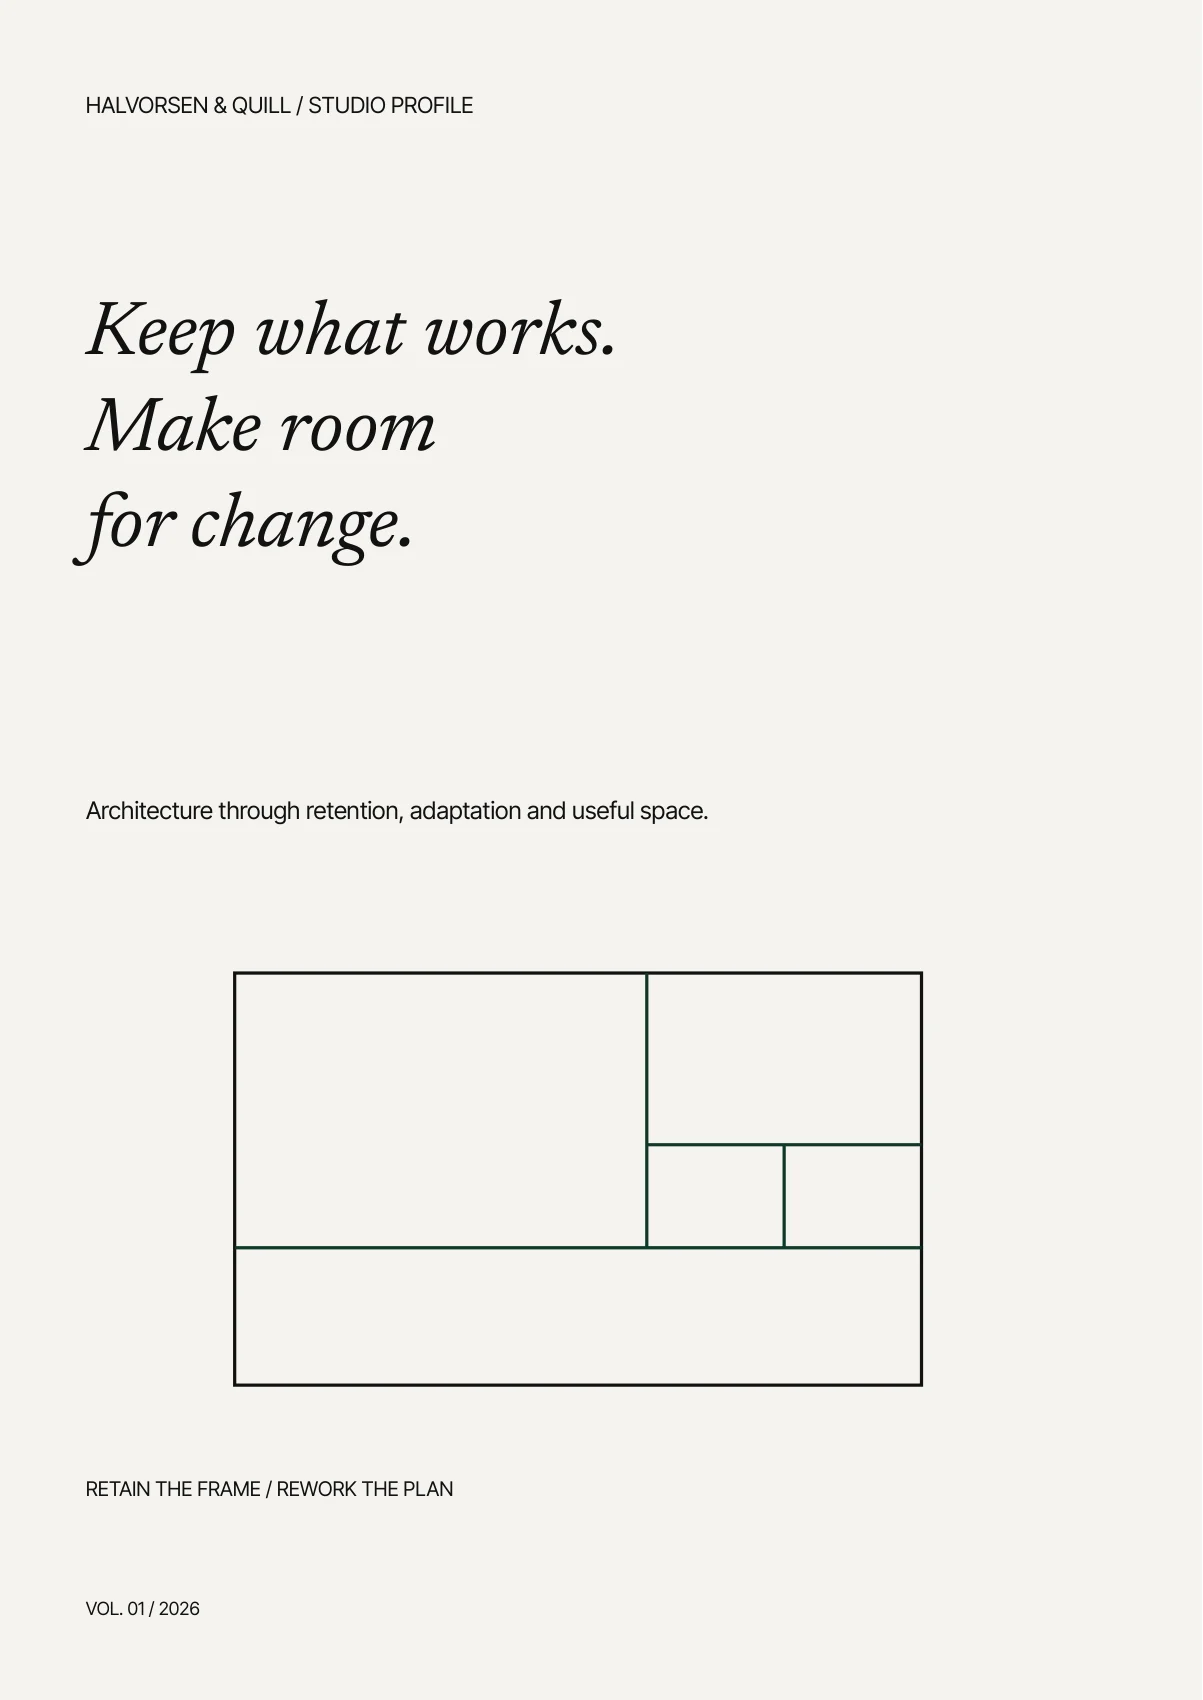 HALVORSEN & QUILL / STUDIO PROFILE
Keep what works.
Make room
for change.
Architecture through retention, adaptation and useful space.
RETAIN THE FRAME / REWORK THE PLAN
VOL. 01 / 2026